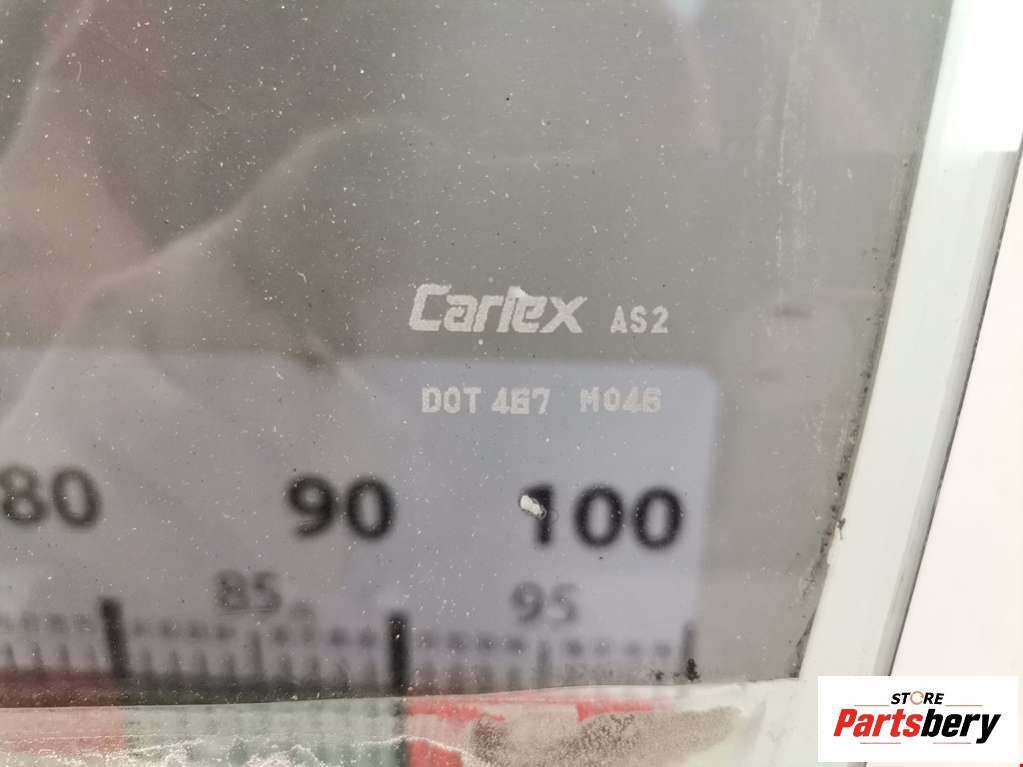 Carlex AS2
DOT 467 M046
80 90 100
85 95
STORE
Partsbery